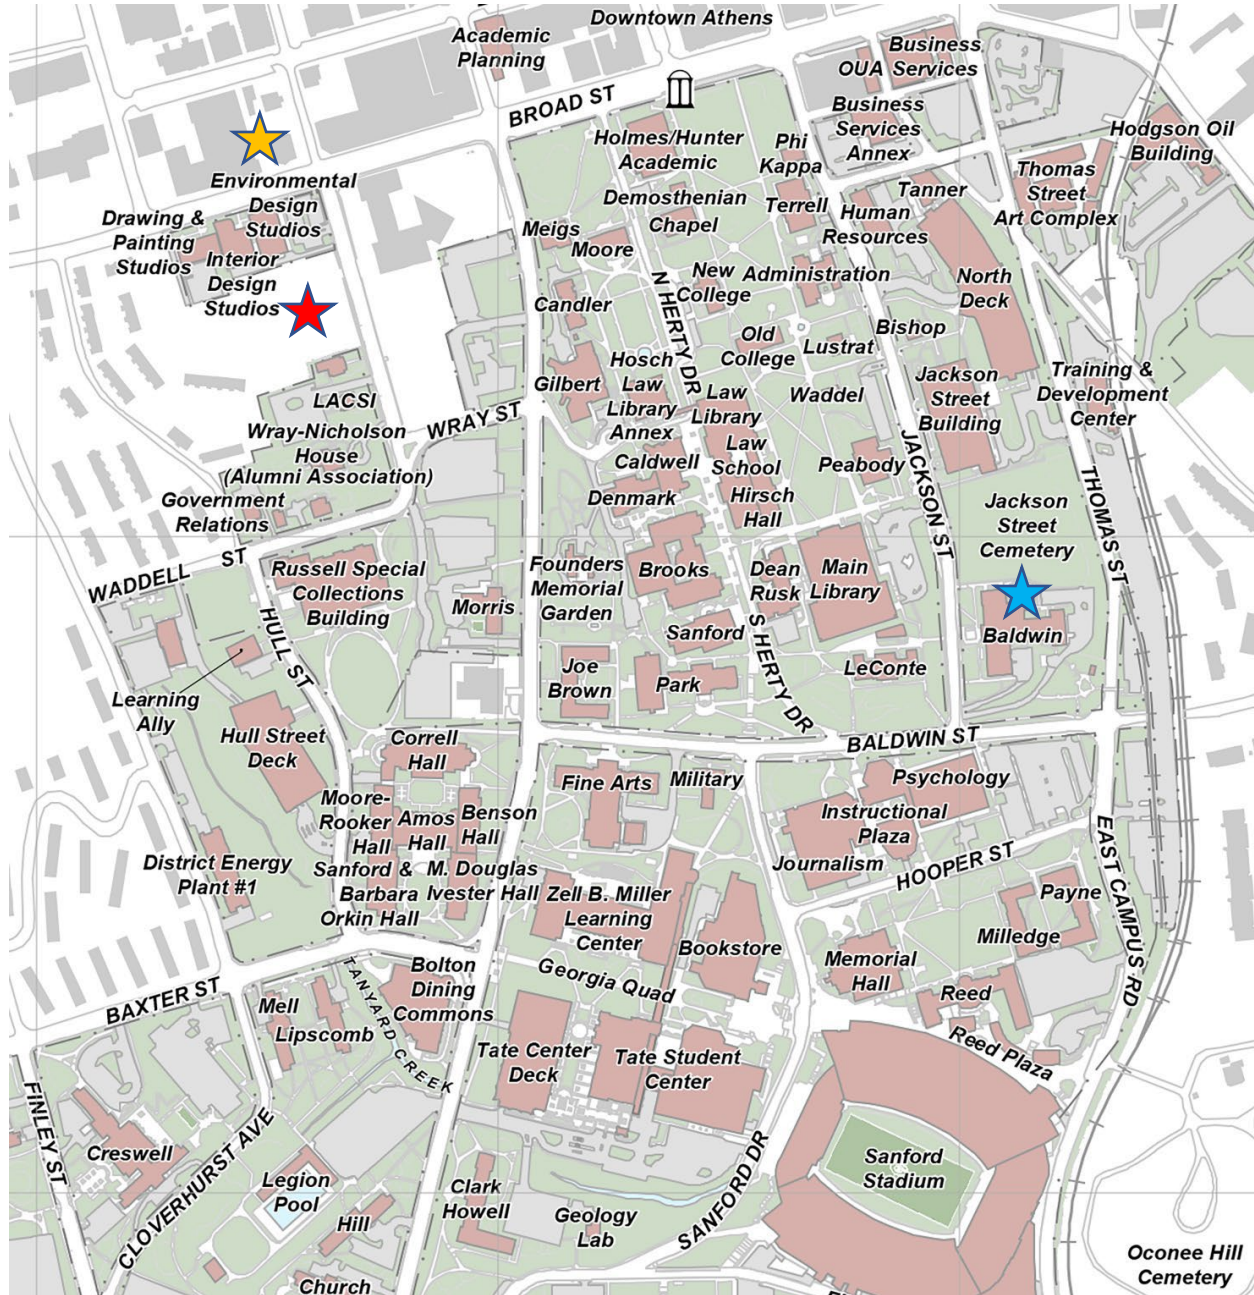 Downtown Athens
Academic
Planning
Business
OUA Services
BROAD ST
Business
Services
Annex
Holmes/Hunter
Academic
Phi
Kappa
Hodgson Oil
Building
Thomas
Street
Art Complex
Environmental
Design
Studios
Drawing &
Painting
Studios
Interior
Design
Studios
Demosthenian
Chapel
Terrell
Tanner
Human
Resources
Meigs
Moore
New
College
Administration
North
Deck
Candler
N HERTY DR
Old
College
Lustrat
Bishop
Hosch
Law
Library
Annex
Gilbert
LACSI
WRAY ST
Wray-Nicholson
House
(Alumni Association)
Law
Library
Law
School
Waddel
Jackson
Street
Building
Training &
Development
Center
Caldwell
Peabody
JACKSON ST
THOMAS ST
Government
Relations
Denmark
Hirsch
Hall
Jackson
Street
Cemetery
WADDELL ST
Russell Special
Collections
Building
Morris
Founders
Memorial
Garden
Brooks
Dean
Rusk
Main
Library
HULL ST
Sanford
S HERTY DR
Baldwin
Learning
Ally
Joe
Brown
Park
LeConte
Hull Street
Deck
Correll
Hall
BALDWIN ST
Fine Arts
Military
Psychology
Moore-
Rooker
Hall
Amos
Hall
Benson
Hall
Instructional
Plaza
Journalism
HOOPER ST
EAST CAMPUS RD
District Energy
Plant #1
Sanford &
Barbara
Orkin Hall
M. Douglas
Ivester Hall
Zell B. Miller
Learning
Center
Payne
Milledge
Bookstore
Memorial
Hall
Bolton
Dining
Commons
Georgia Quad
BAXTER ST
TANYARD CREEK
Mell
Lipscomb
Reed
Reed Plaza
Tate Center
Deck
Tate Student
Center
FINLEY ST
Creswell
CLOVERHURST AVE
Legion
Pool
Hill
Clark
Howell
Geology
Lab
SANFORD DR
Sanford
Stadium
Church
Oconee Hill
Cemetery